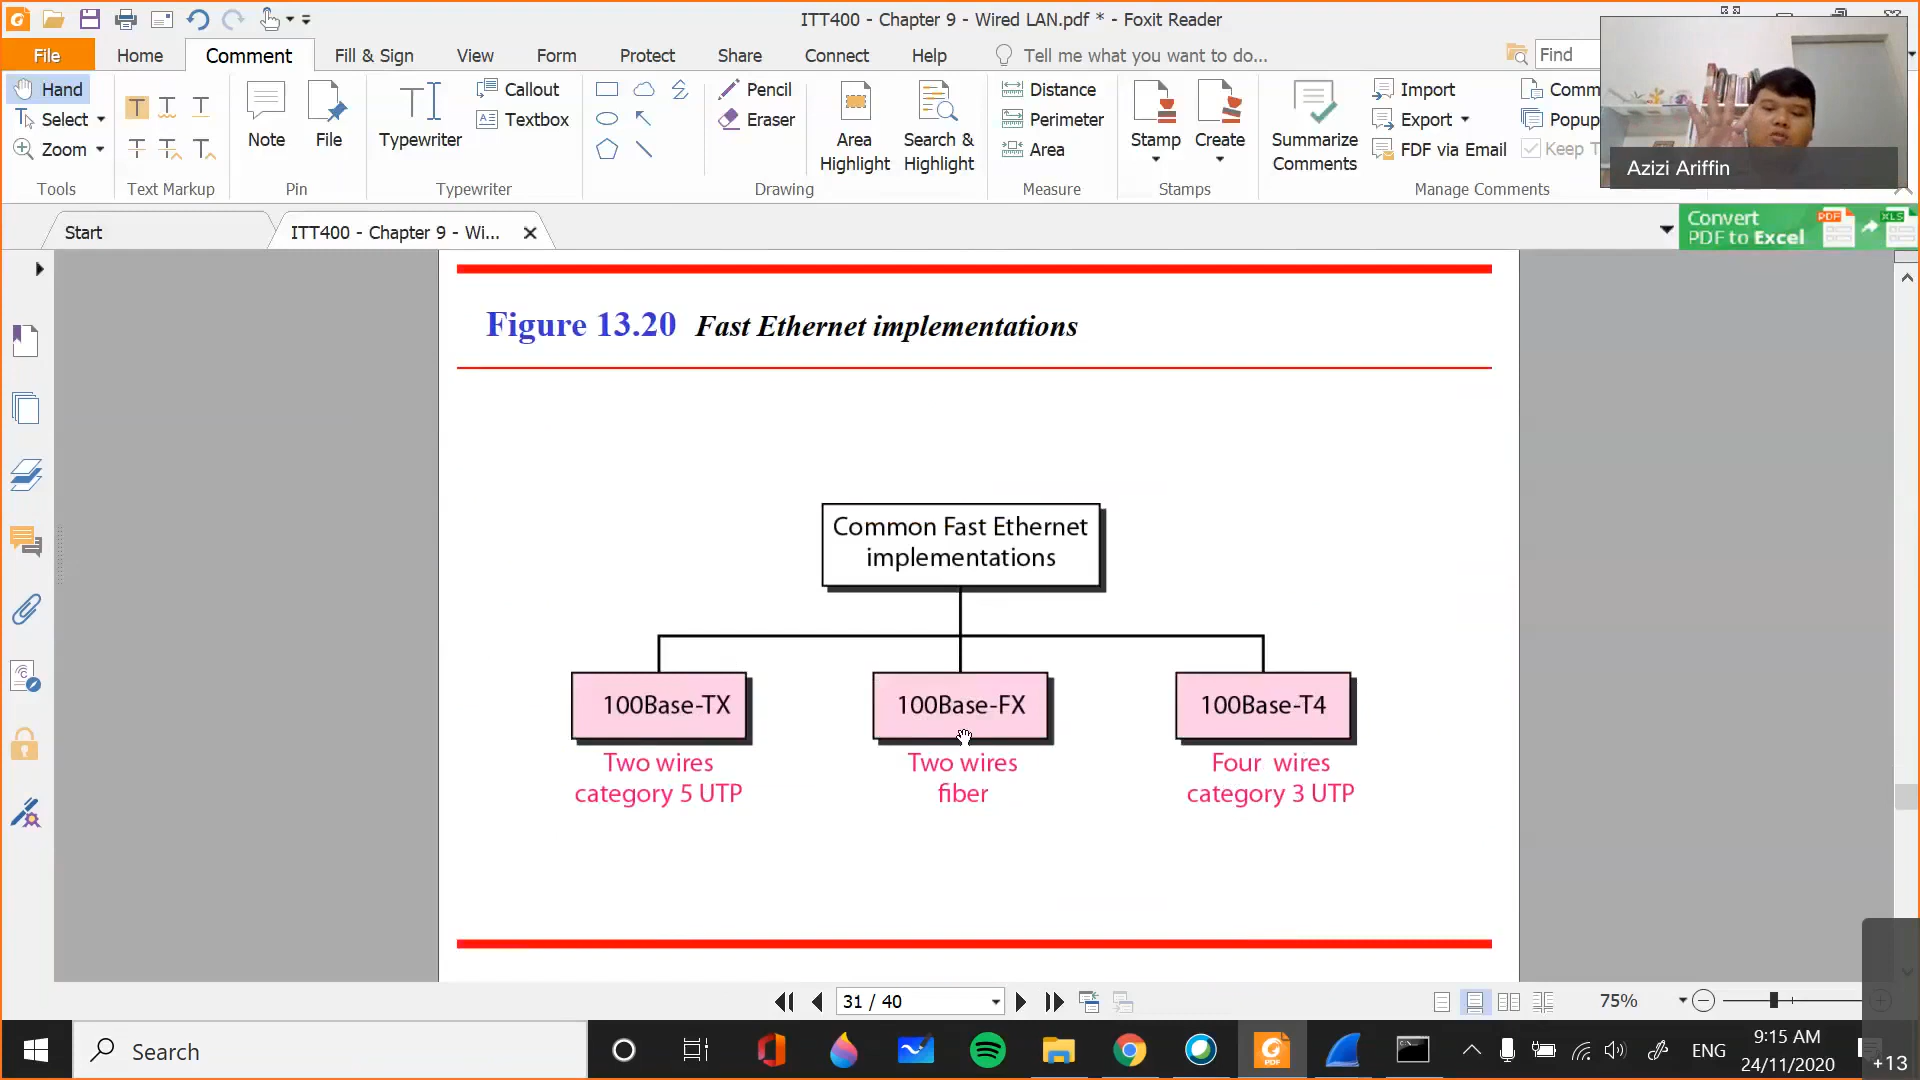 ITT400 - Chapter 9 - Wired LAN.pdf * - Foxit Reader
File Home Comment Fill & Sign View Form Protect Share Connect Help Tell me what you want to do... Find
Hand
Select
Zoom
Tools
Text Markup
Note
File
Pin
Typewriter
Callout
Textbox
Typewriter
Pencil
Eraser
Area Highlight
Search & Highlight
Drawing
Distance
Perimeter
Area
Measure
Stamp
Create
Stamps
Summarize Comments
Import
Export
FDF via Email
Comm
Popup
Keep T
Manage Comments
Azizi Ariffin
Start
ITT400 - Chapter 9 - Wi...
Convert
PDF to Excel
PDF
XLS
Figure 13.20 Fast Ethernet implementations
Common Fast Ethernet
implementations
100Base-TX
100Base-FX
100Base-T4
Two wires
category 5 UTP
Two wires
fiber
Four wires
category 3 UTP
31 / 40
75%
Search
PDF
ENG
9:15 AM
24/11/2020
+13